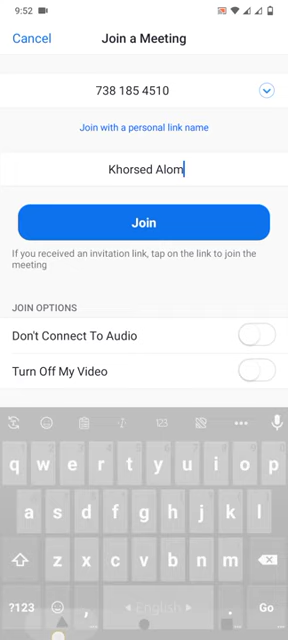 9:52
Cancel Join a Meeting
738 185 4510
Join with a personal link name
Khorsed Alom
Join
If you received an invitation link, tap on the link to join the
meeting
JOIN OPTIONS
Don't Connect To Audio
Turn Off My Video
123 •••
q w e r t y u i o p
a s d f g h j k l
z x c v b n m
?123 , ◂ English ▸ . Go